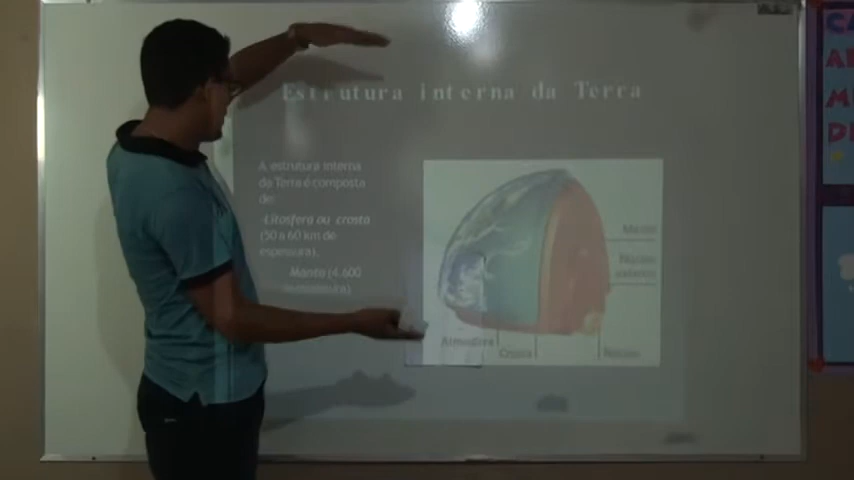 Estrutura interna da Terra
A estrutura interna
da Terra é composta
de:
-Litosfera ou crosta
(50 a 60 km de
espessura).
Manto (4.600
Manto
Núcleo
Atmosfera
Crosta
Núcleo